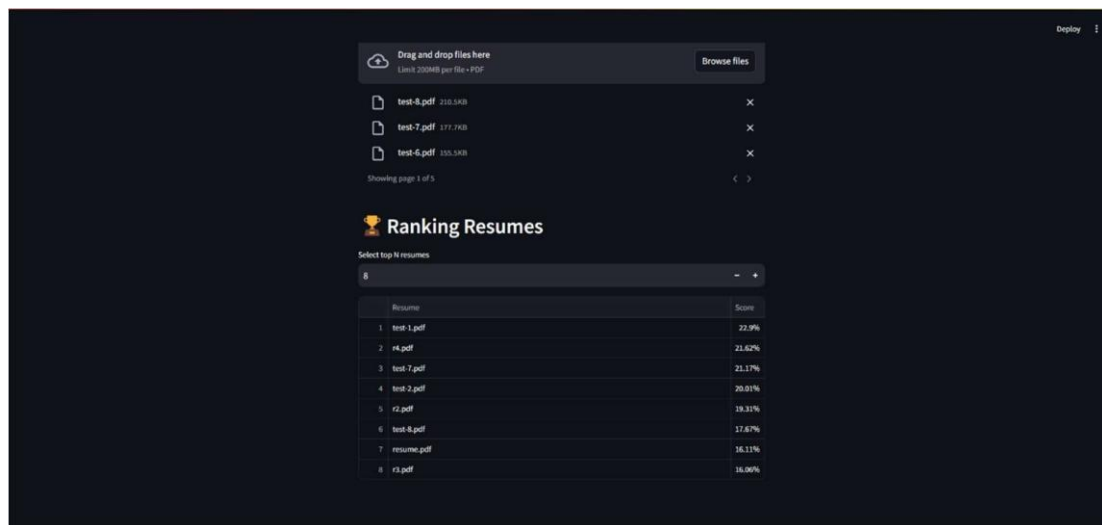 Deploy
Drag and drop files here
Limit 200MB per file • PDF
Browse files
test-8.pdf 210.5KB
test-7.pdf 177.7KB
test-6.pdf 155.5KB
Showing page 1 of 5
Ranking Resumes
Select top N resumes
8
Resume Score
1 test-1.pdf 22.9%
2 r4.pdf 21.62%
3 test-7.pdf 21.17%
4 test-2.pdf 20.01%
5 r2.pdf 19.31%
6 test-8.pdf 17.67%
7 resume.pdf 16.11%
8 r3.pdf 16.06%